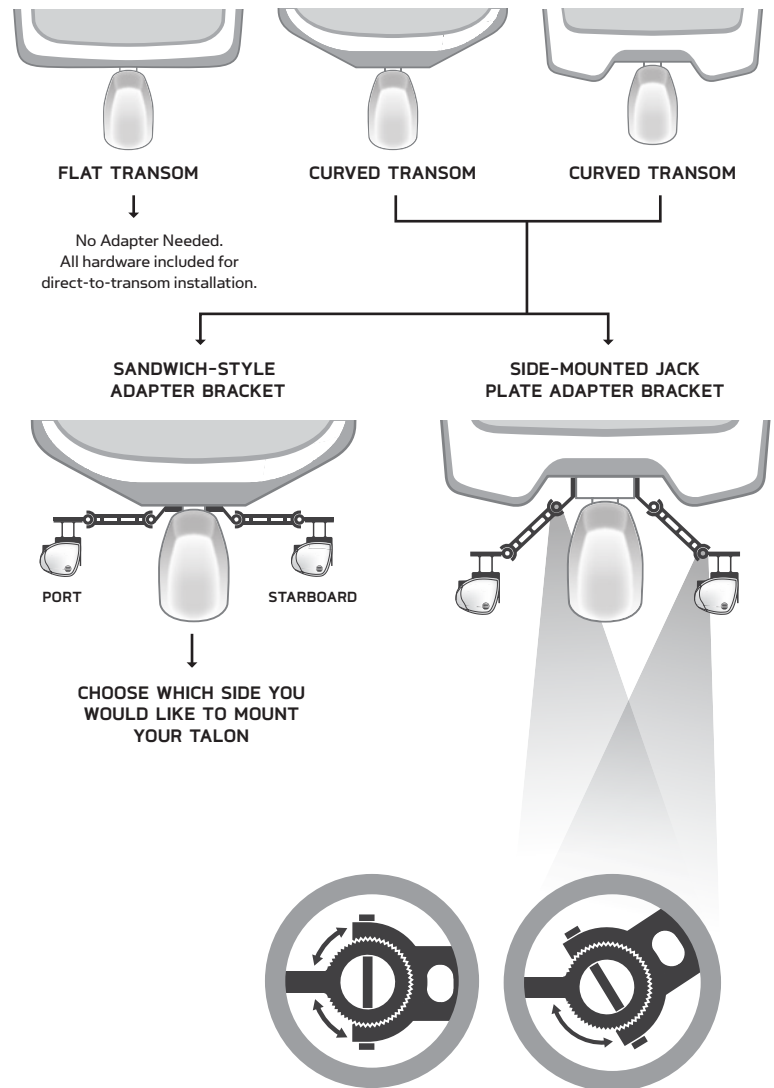 FLAT TRANSOM
CURVED TRANSOM
CURVED TRANSOM
No Adapter Needed.
All hardware included for
direct-to-transom installation.
SANDWICH-STYLE
ADAPTER BRACKET
SIDE-MOUNTED JACK
PLATE ADAPTER BRACKET
PORT
STARBOARD
CHOOSE WHICH SIDE YOU
WOULD LIKE TO MOUNT
YOUR TALON